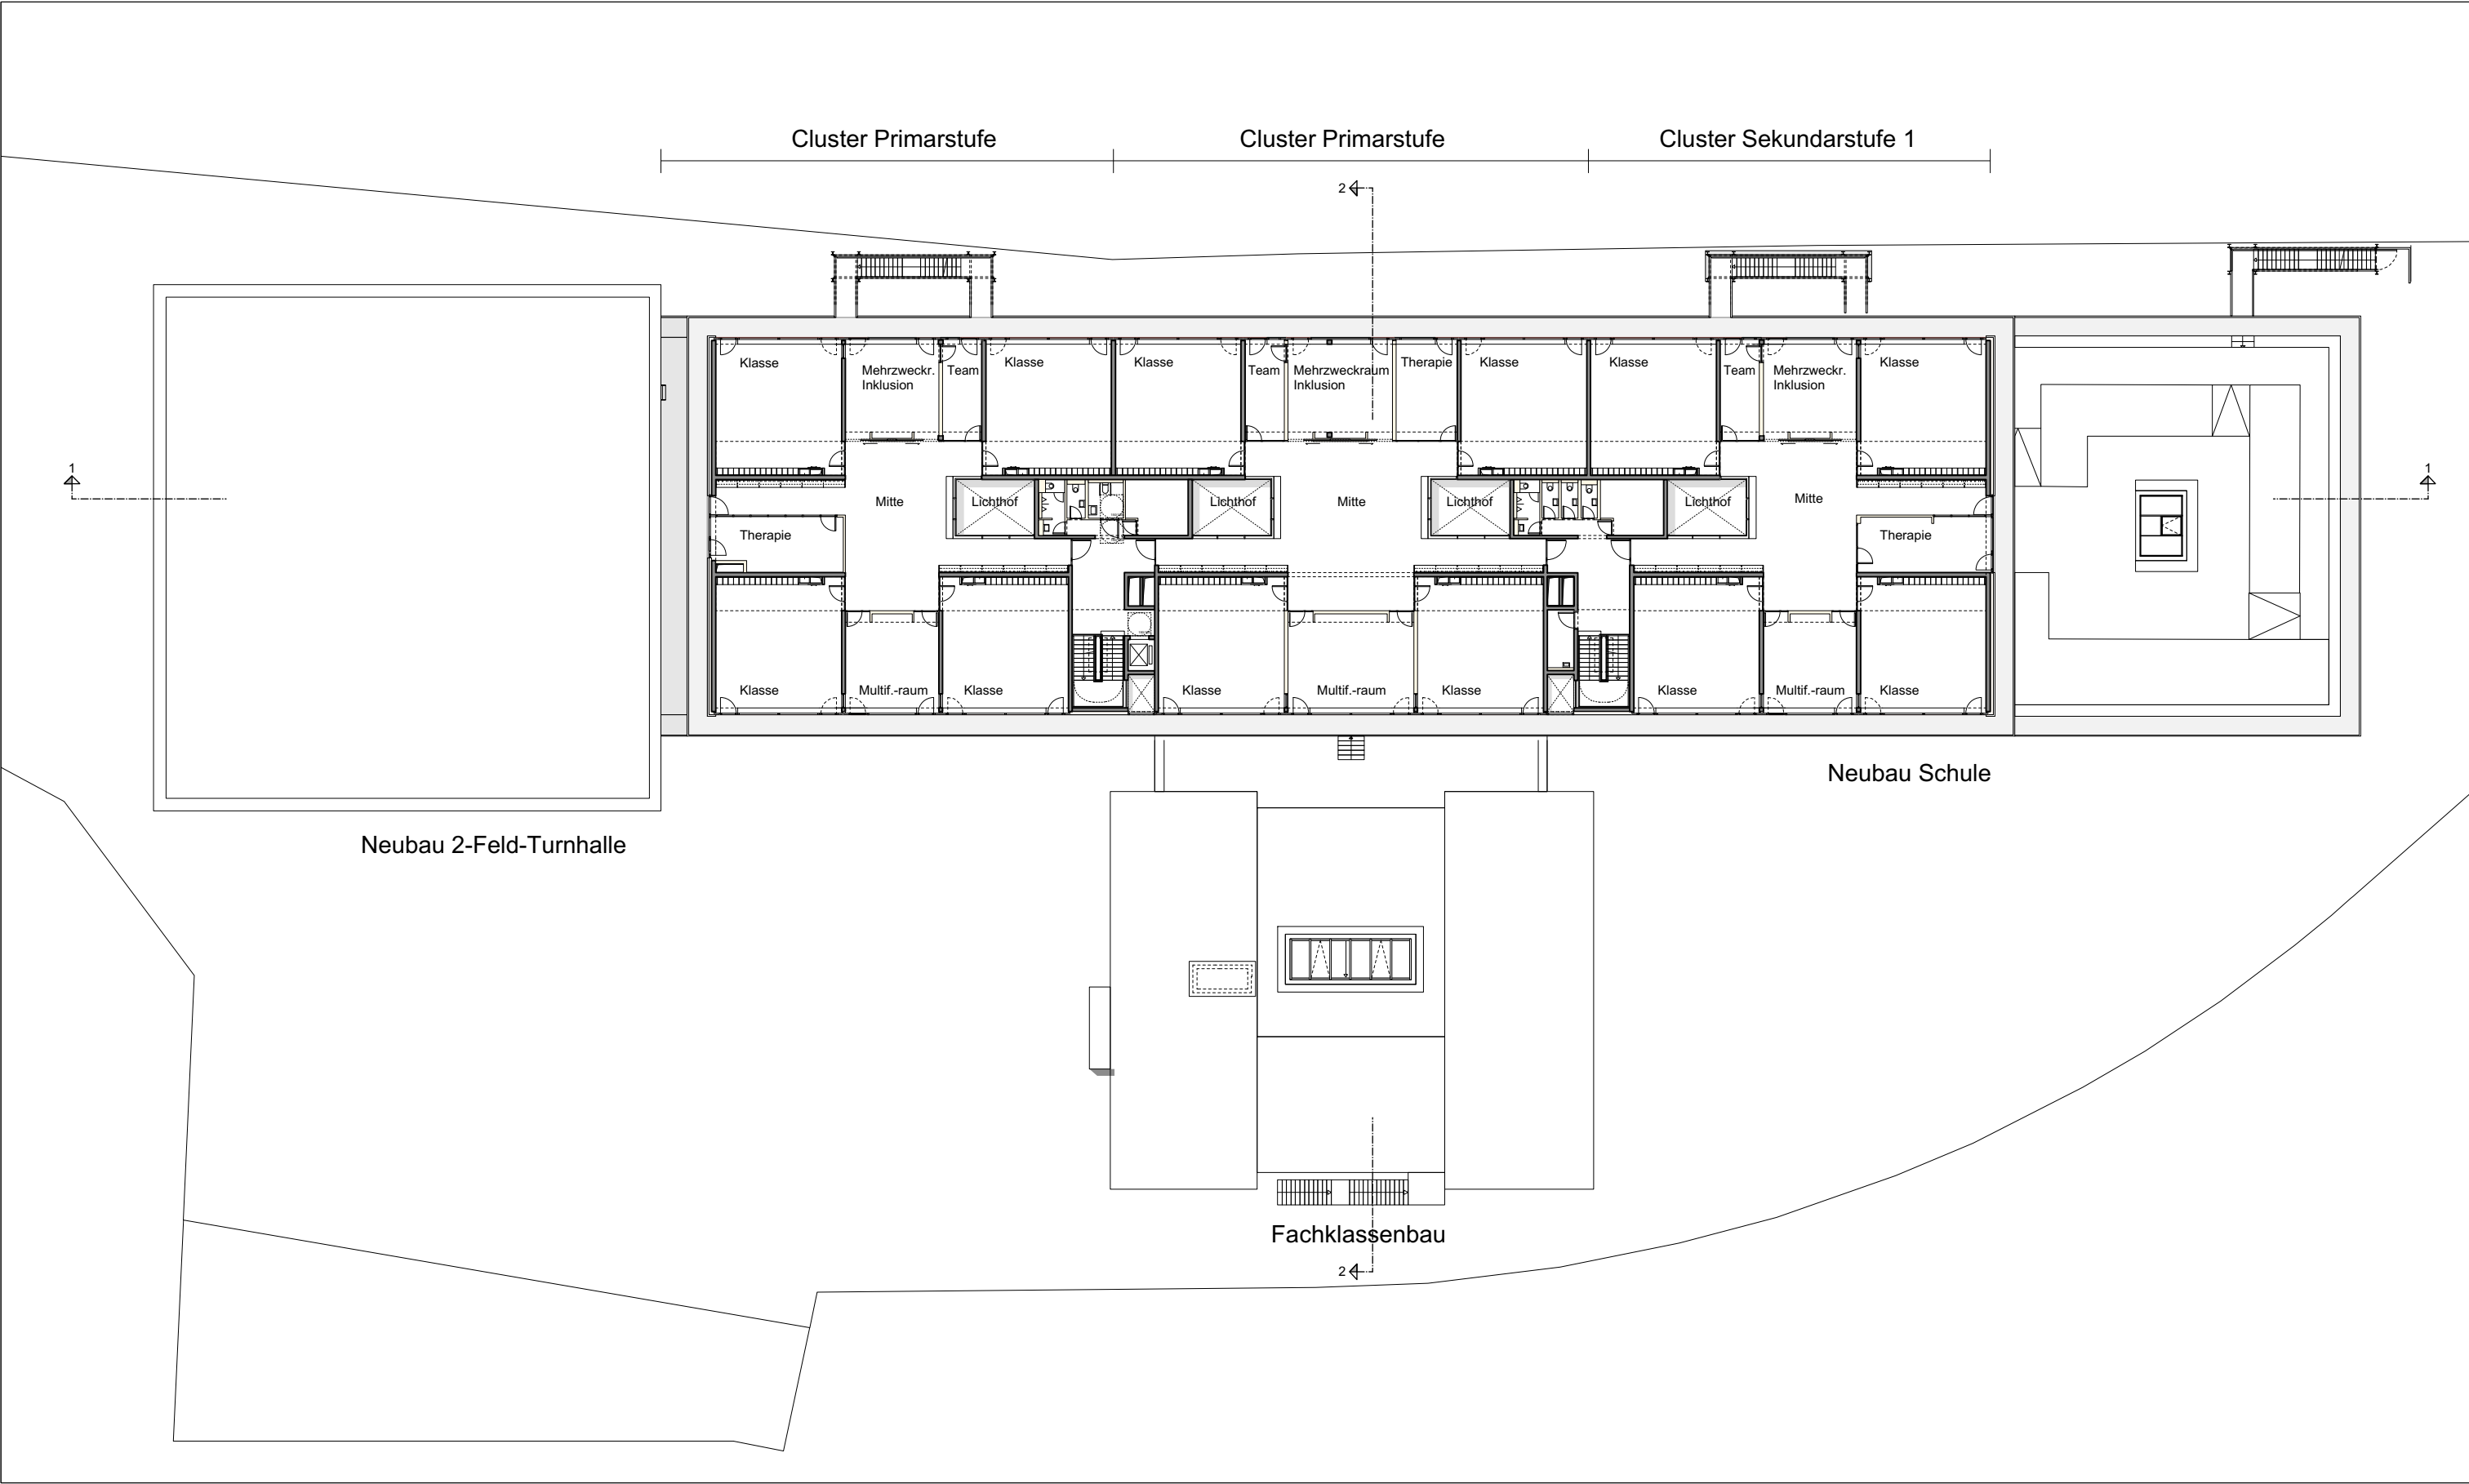 Cluster Primarstufe
Cluster Primarstufe
Cluster Sekundarstufe 1
2
Klasse
Mehrzweckr.
Inklusion
Team
Klasse
Klasse
Team
Mehrzweckraum
Inklusion
Therapie
Klasse
Klasse
Team
Mehrzweckr.
Inklusion
Klasse
1
1
Mitte
Lichthof
Lichthof
Mitte
Lichthof
Lichthof
Mitte
Therapie
Therapie
Klasse
Multif.-raum
Klasse
Klasse
Multif.-raum
Klasse
Klasse
Multif.-raum
Klasse
Neubau Schule
Neubau 2-Feld-Turnhalle
Fachklassenbau
2